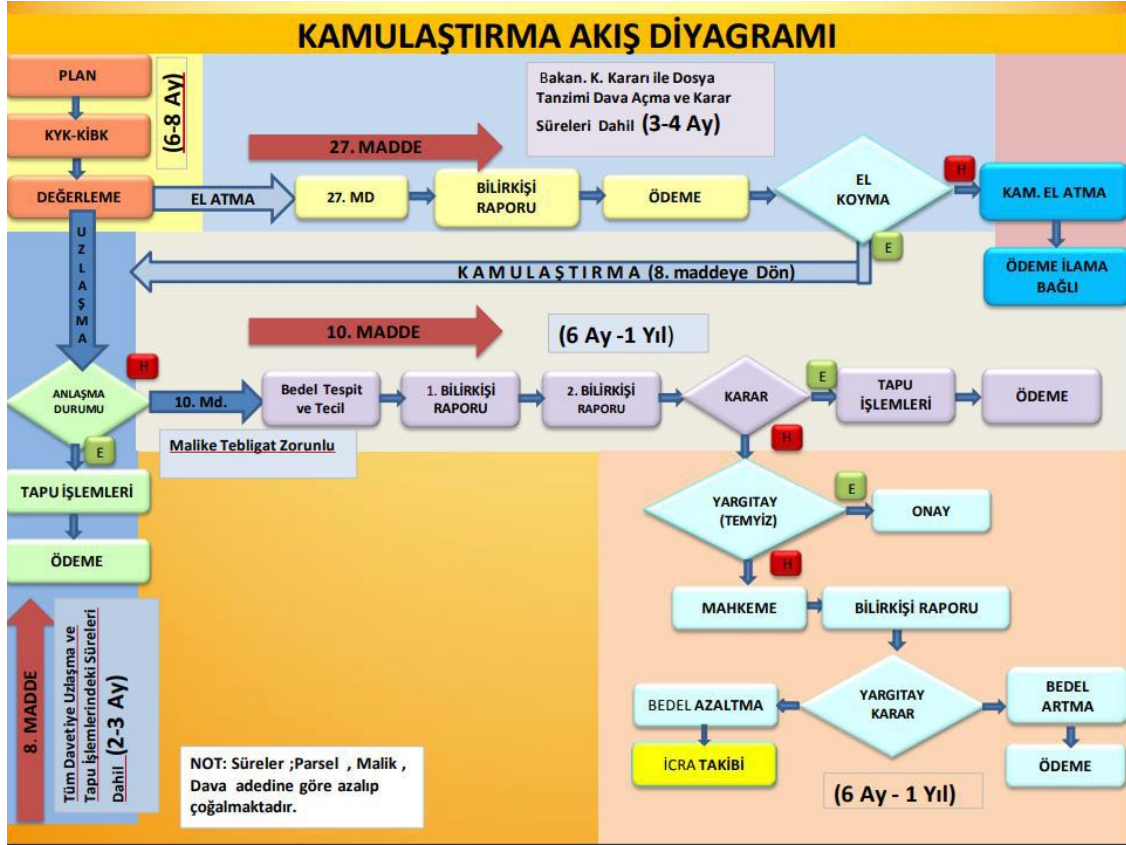 KAMULAŞTIRMA AKIŞ DİYAGRAMI
PLAN
KYK-KİBK
DEĞERLEME
(6-8 Ay)
27. MADDE
Bakan. K. Kararı ile Dosya
Tanzimi Dava Açma ve Karar
Süreleri Dahil (3-4 Ay)
EL ATMA
27. MD
BİLİRKİŞİ
RAPORU
ÖDEME
EL
KOYMA
H
KAM. EL ATMA
E
ÖDEME İLAMA
BAĞLI
KAMULAŞTIRMA (8. maddeye Dön)
UZLAŞMA
10. MADDE
(6 Ay -1 Yıl)
ANLAŞMA
DURUMU
H
10. Md.
Bedel Tespit
ve Tecil
1. BİLİRKİŞİ
RAPORU
2. BİLİRKİŞİ
RAPORU
KARAR
E
TAPU
İŞLEMLERİ
ÖDEME
Malike Tebligat Zorunlu
E
H
TAPU İŞLEMLERİ
ÖDEME
YARGITAY
(TEMYİZ)
E
ONAY
H
MAHKEME
BİLİRKİŞİ RAPORU
YARGITAY
KARAR
BEDEL AZALTMA
BEDEL
ARTMA
İCRA TAKİBİ
ÖDEME
(6 Ay - 1 Yıl)
8. MADDE
Tüm Davetiye Uzlaşma ve
Tapu İşlemlerindeki Süreleri
Dahil (2-3 Ay)
NOT: Süreler ;Parsel , Malik ,
Dava adedine göre azalıp
çoğalmaktadır.